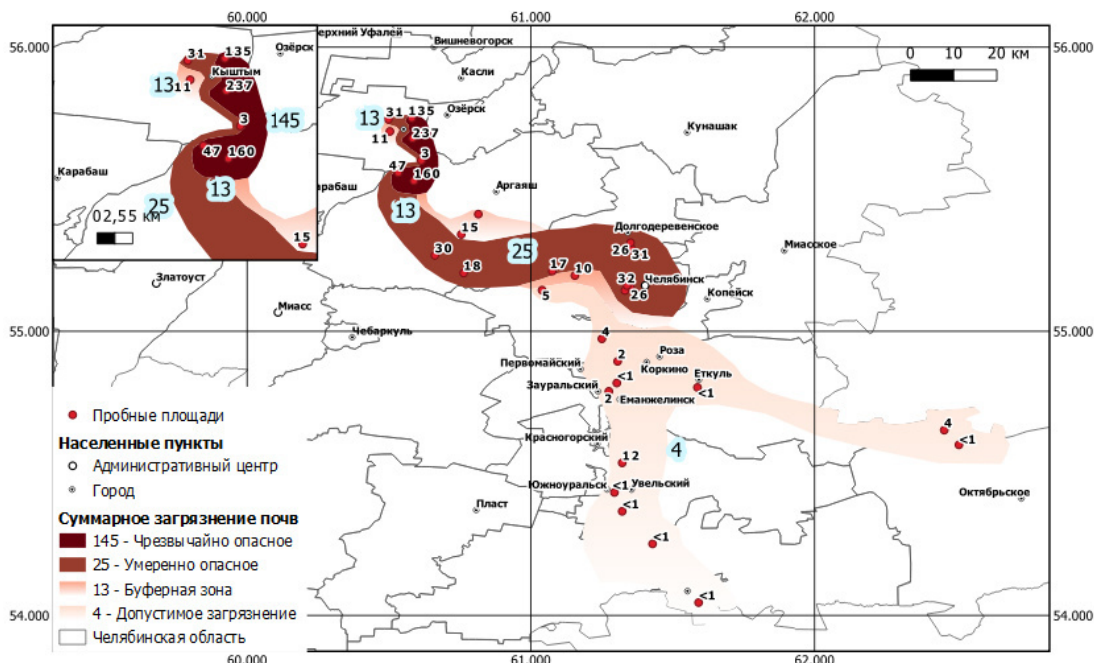 60.000
61.000
62.000
56.000
Верхний Уфалей
Вишневогорск
0 10 20 км
31
135
Озёрск
Кыштым
13
11
237
Касли
3
145
47
160
Карабаш
13
25
02,55 км
15
31
135
Озёрск
13
11
237
Кунашак
3
47
160
Карабаш
Аргаяш
13
15
Долгодеревенское
Миасское
25
26
31
30
18
17
10
32
Челябинск
5
26
Копейск
Златоуст
Миасс
55.000
55.000
Чебаркуль
4
Роза
2
Первомайский
Коркино
Еткуль
<1
Зауральский
<1
2
Еманжелинск
4
Красногорский
<1
12
4
Южноуральск
<1
Увельский
Октябрьское
Пласт
<1
<1
<1
54.000
54.000
60.000
61.000
62.000
Пробные площади
Населенные пункты
Административный центр
Город
Суммарное загрязнение почв
145 - Чрезвычайно опасное
25 - Умеренно опасное
13 - Буферная зона
4 - Допустимое загрязнение
Челябинская область